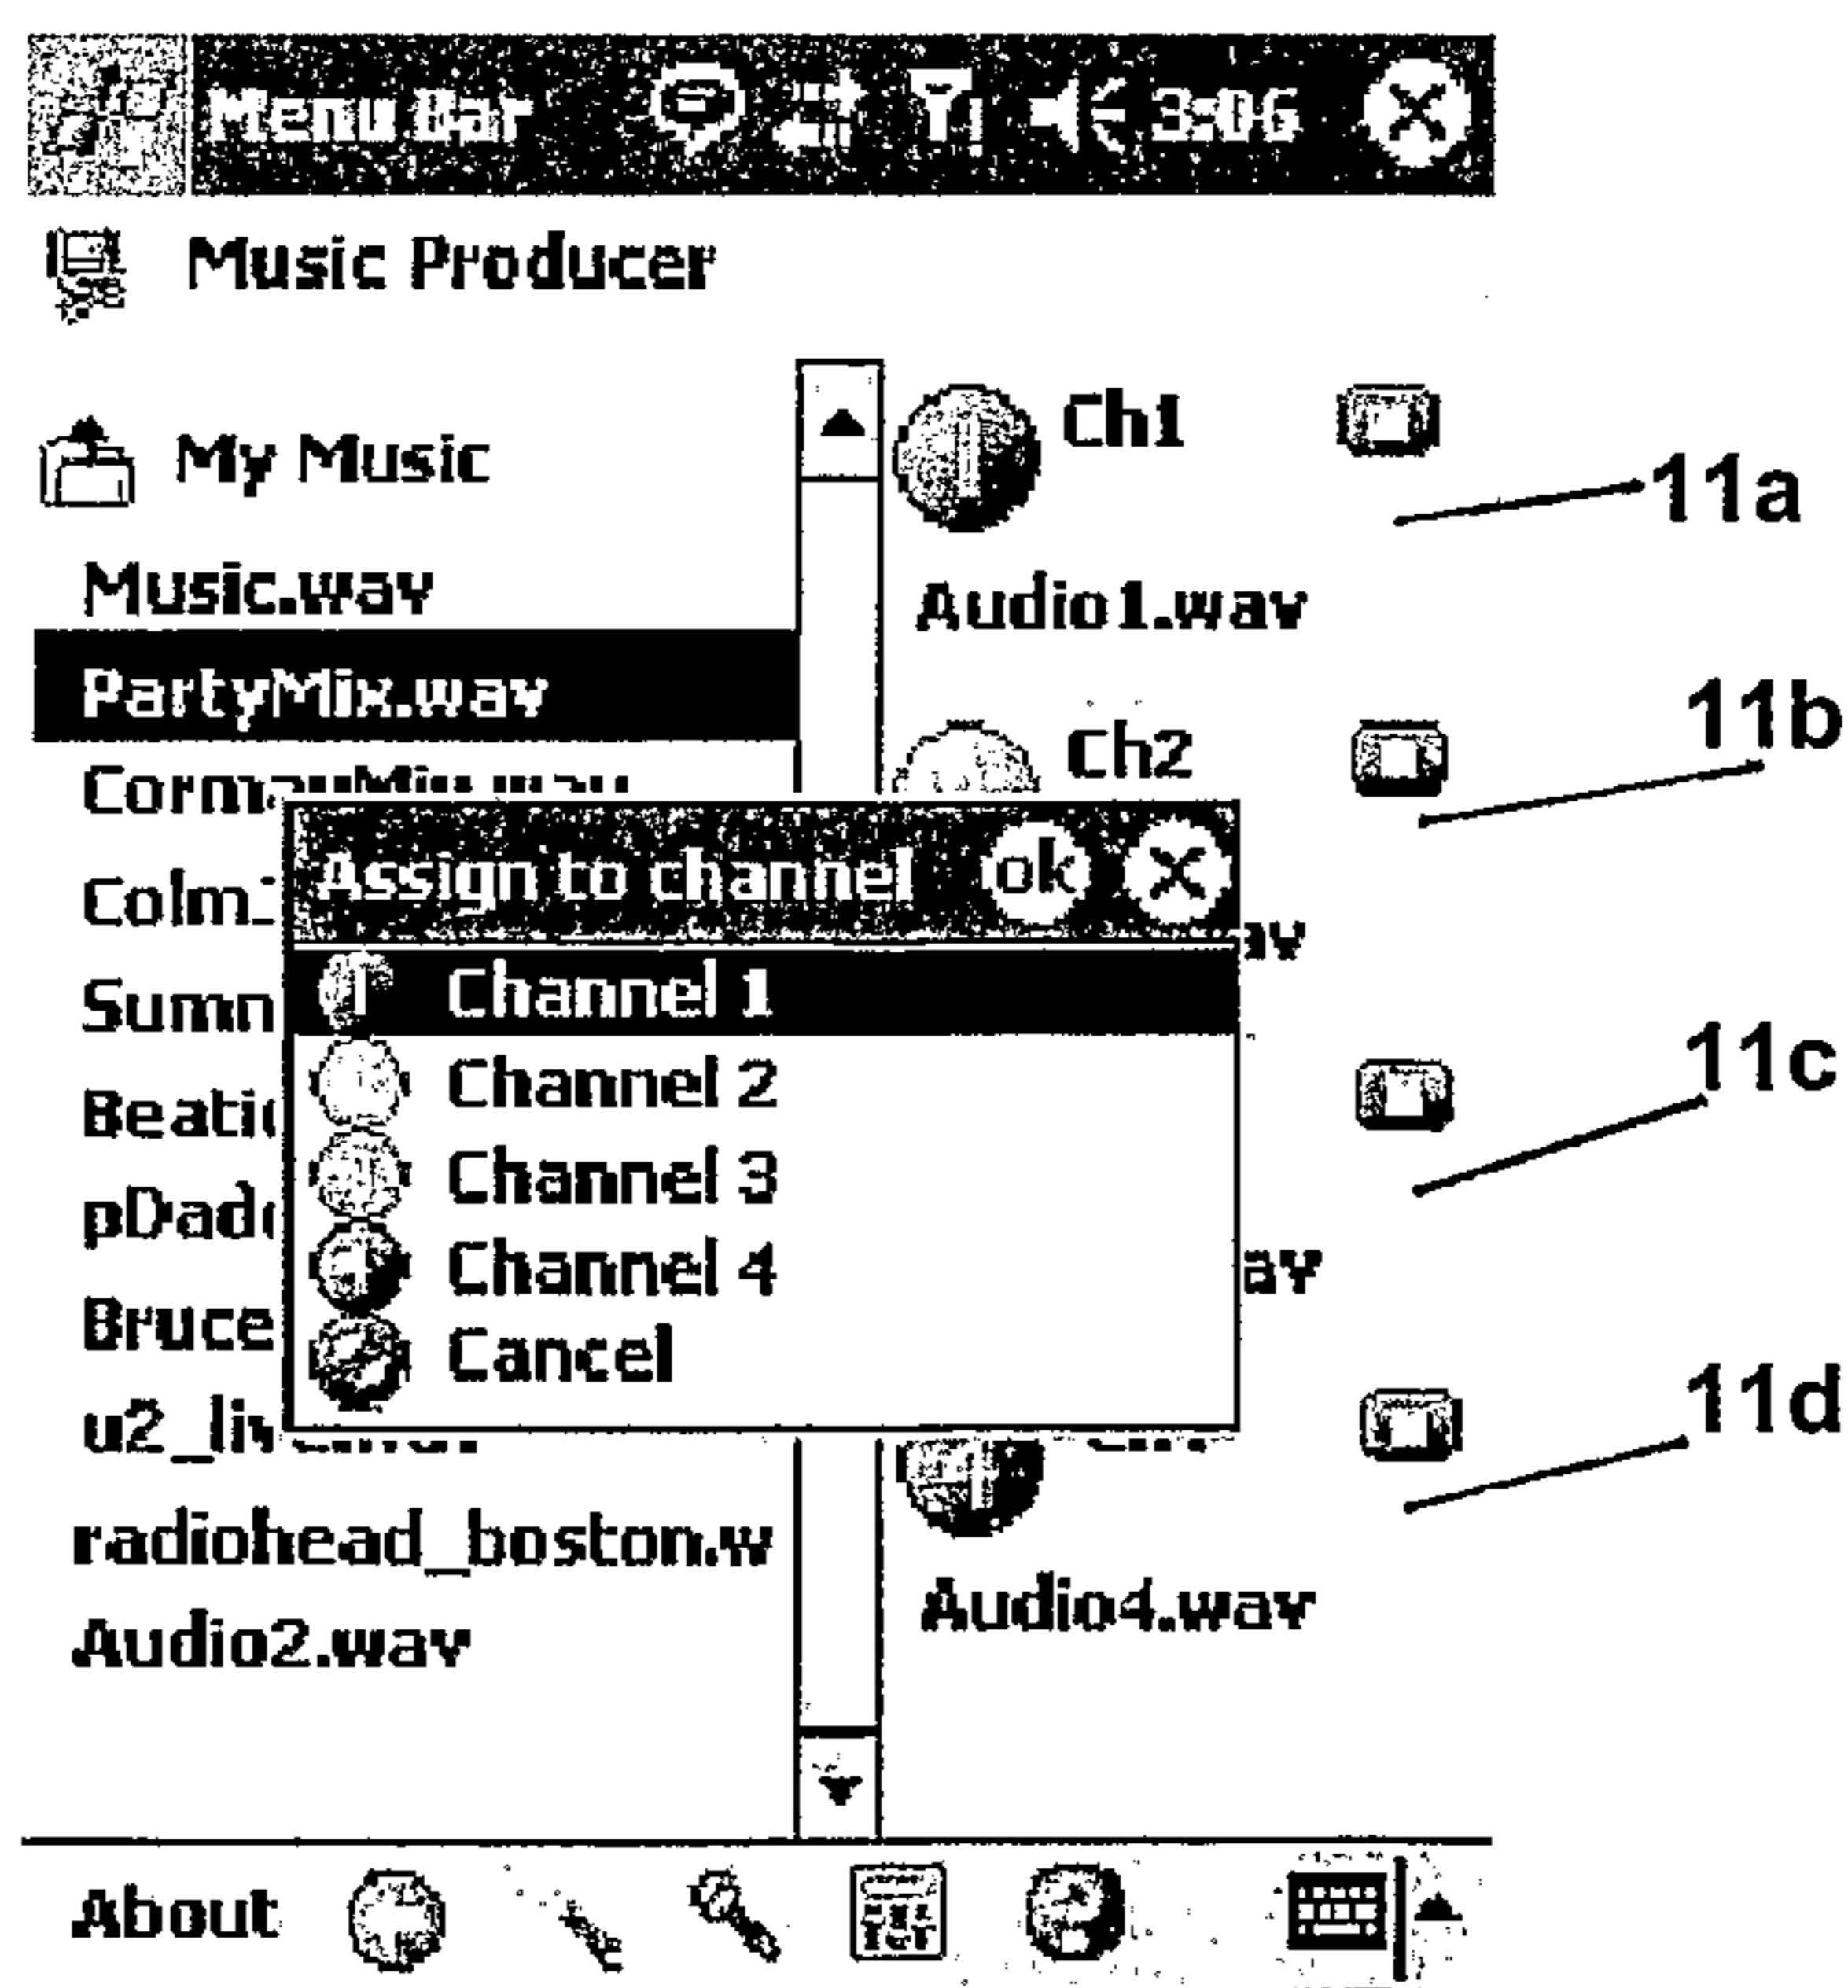 Menu Bar 3:06
Music Producer
My Music
Music.wav
PartyMix.wav
Ch1
11a
Audio1.wav
Ch2
11b
Assign to channel ok
Channel 1
Channel 2
Channel 3
Channel 4
Cancel
11c
11d
radiohead_boston.w
Audio2.wav
Audio4.wav
About